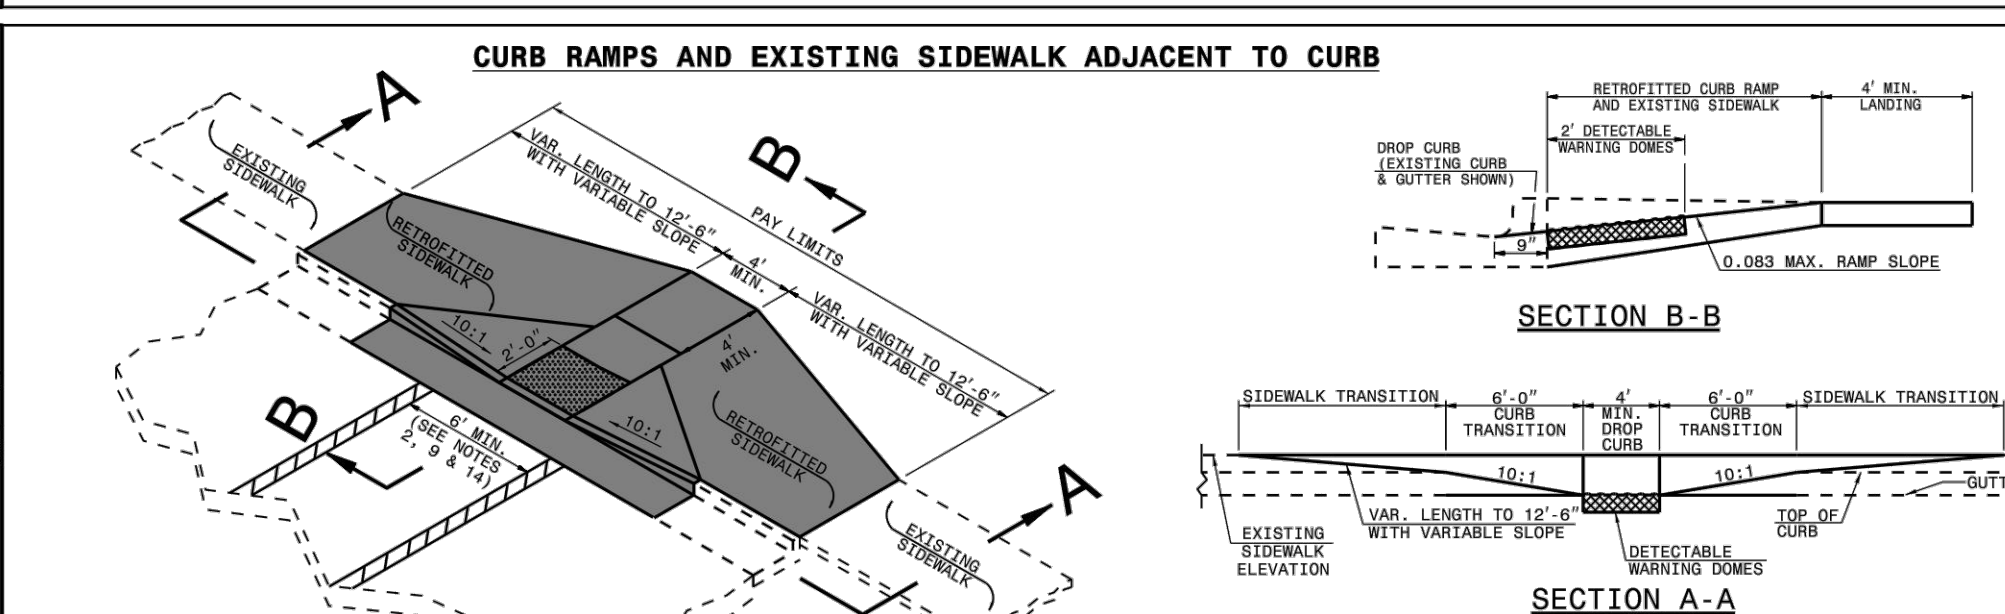 CURB RAMPS AND EXISTING SIDEWALK ADJACENT TO CURB
A
EXISTING
SIDEWALK
VAR. LENGTH TO 12'-6"
WITH VARIABLE SLOPE
B
PAY LIMITS
4'
MIN.
VAR. LENGTH TO 12'-6"
WITH VARIABLE SLOPE
RETROFITTED
SIDEWALK
10:1
2'-0"
4'
MIN.
10:1
RETROFITTED
SIDEWALK
B
6' MIN.
(SEE NOTES
2, 9 & 14)
A
EXISTING
SIDEWALK
RETROFITTED CURB RAMP
AND EXISTING SIDEWALK
4' MIN.
LANDING
2' DETECTABLE
WARNING DOMES
DROP CURB
(EXISTING CURB
& GUTTER SHOWN)
9"
0.083 MAX. RAMP SLOPE
SECTION B-B
SIDEWALK TRANSITION
6'-0"
CURB
TRANSITION
4'
MIN.
DROP
CURB
6'-0"
CURB
TRANSITION
SIDEWALK TRANSITION
10:1
10:1
GUTT
VAR. LENGTH TO 12'-6"
WITH VARIABLE SLOPE
TOP OF
CURB
EXISTING
SIDEWALK
ELEVATION
DETECTABLE
WARNING DOMES
SECTION A-A